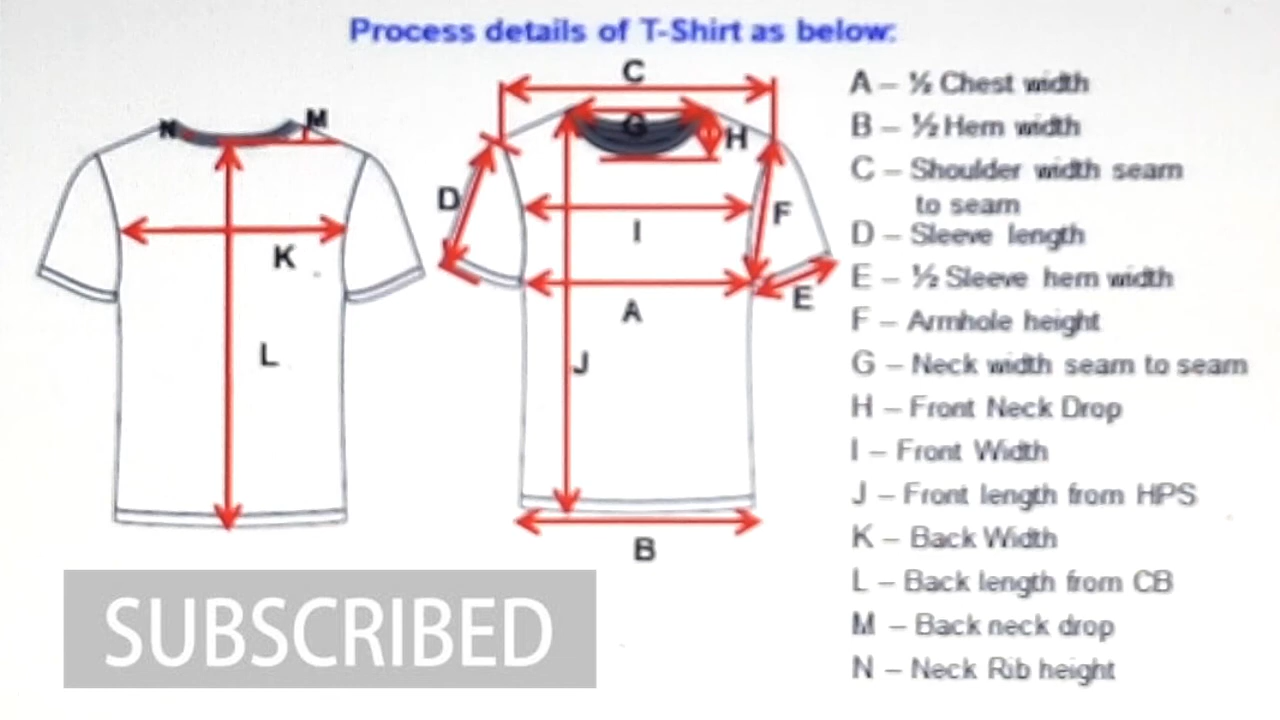 Process details of T-Shirt as below:
N
M
K
L
C
G
H
D
I
F
A
E
J
B
A – ½ Chest width
B – ½ Hem width
C – Shoulder width seam
to seam
D – Sleeve length
E – ½ Sleeve hem width
F – Armhole height
G – Neck width seam to seam
H – Front Neck Drop
I – Front Width
J – Front length from HPS
K – Back Width
L – Back length from CB
M – Back neck drop
N – Neck Rib height
SUBSCRIBED